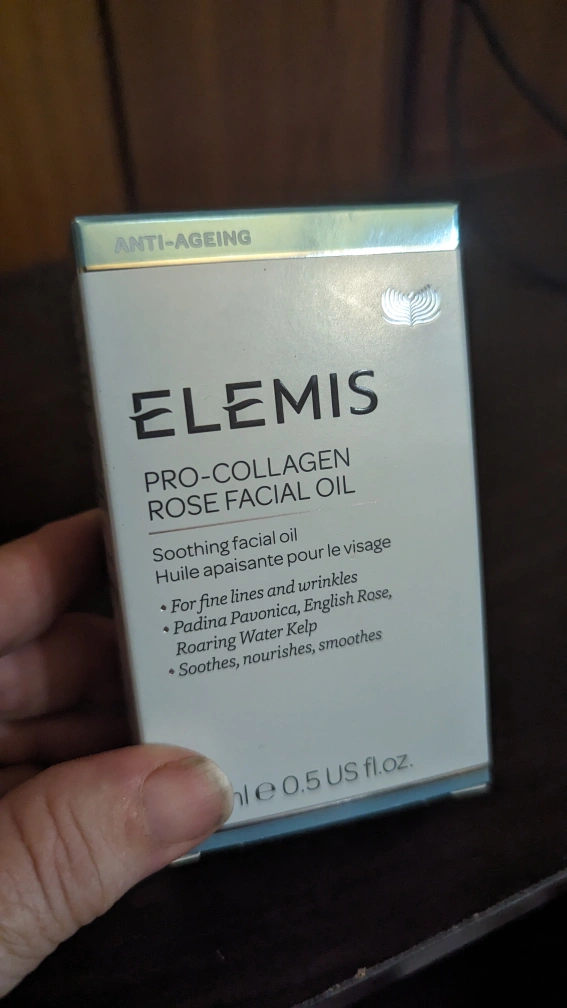 ANTI-AGEING
ELEMIS
PRO-COLLAGEN
ROSE FACIAL OIL
Soothing facial oil
Huile apaisante pour le visage
• For fine lines and wrinkles
• Padina Pavonica, English Rose,
Roaring Water Kelp
• Soothes, nourishes, smoothes
℮ 0.5 US fl.oz.